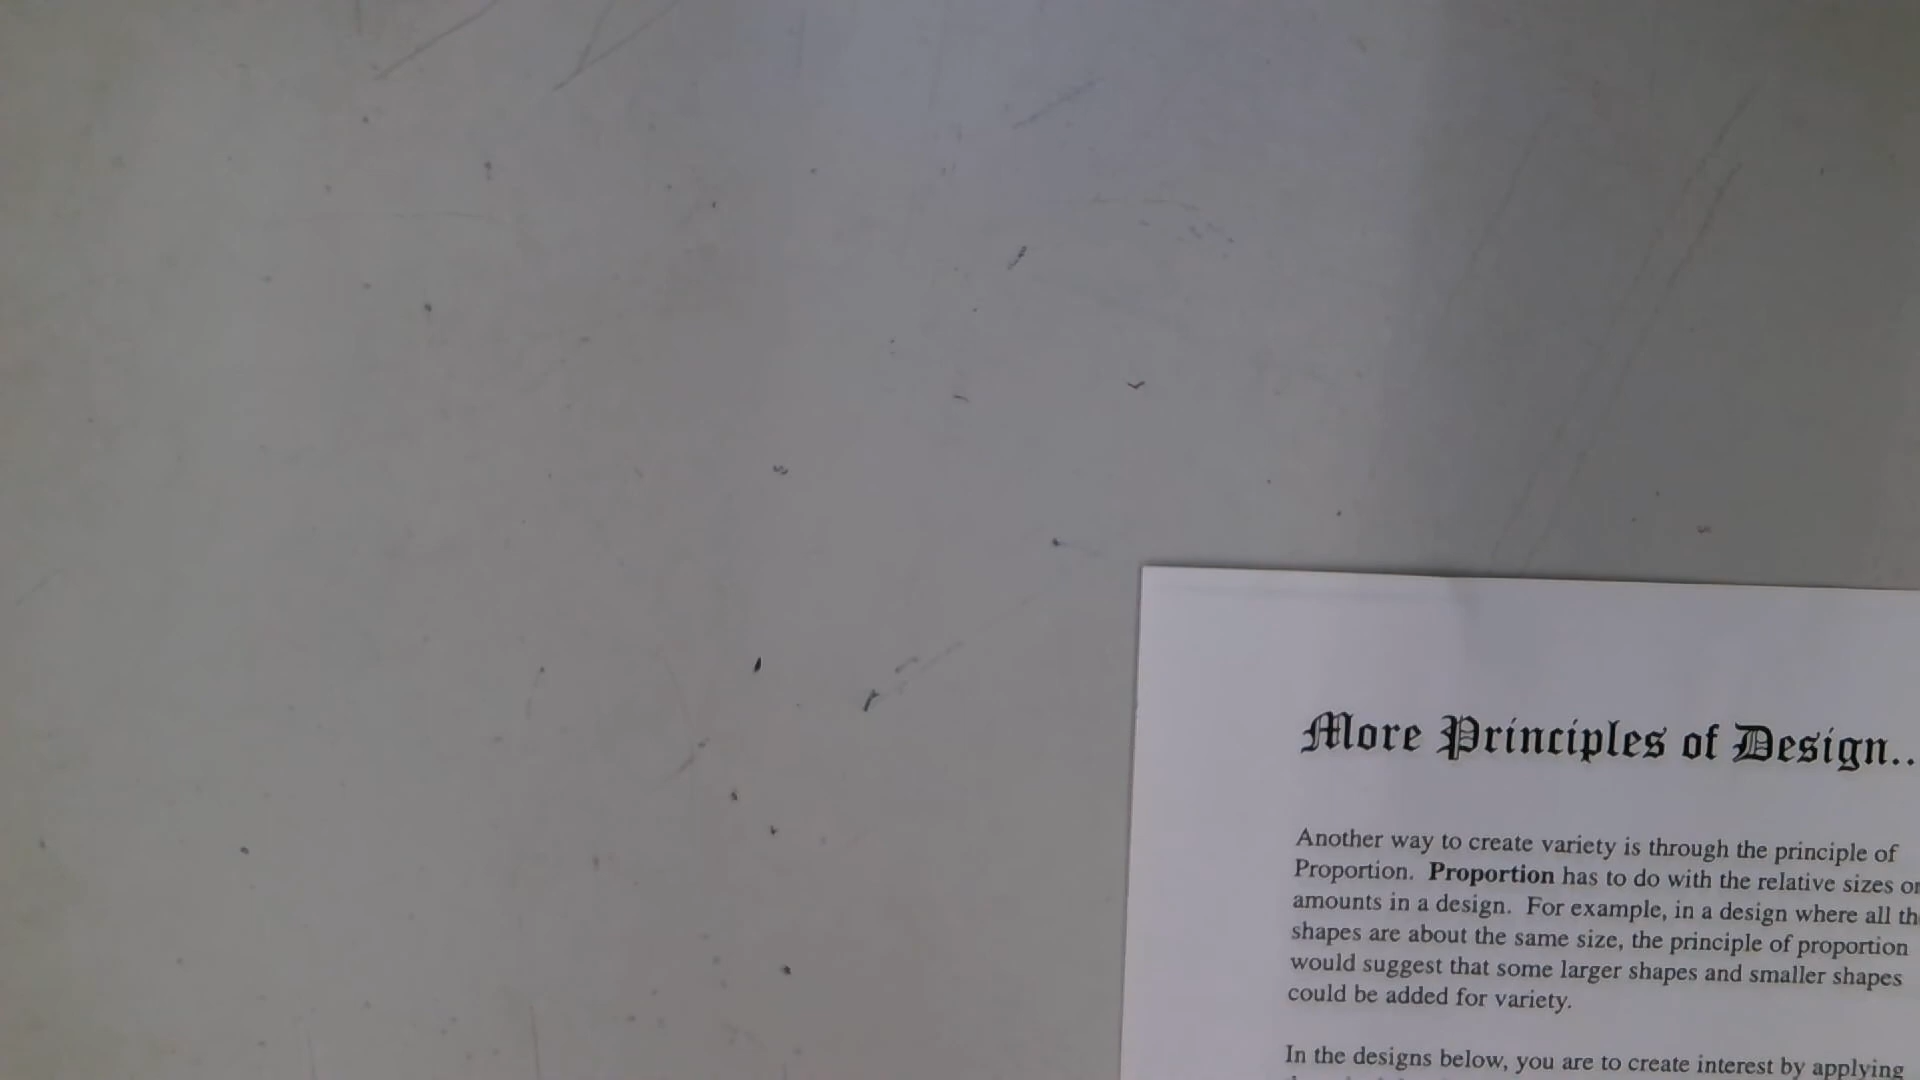 More Principles of Design..
Another way to create variety is through the principle of
Proportion. Proportion has to do with the relative sizes or
amounts in a design. For example, in a design where all th
shapes are about the same size, the principle of proportion
would suggest that some larger shapes and smaller shapes
could be added for variety.
In the designs below, you are to create interest by applying